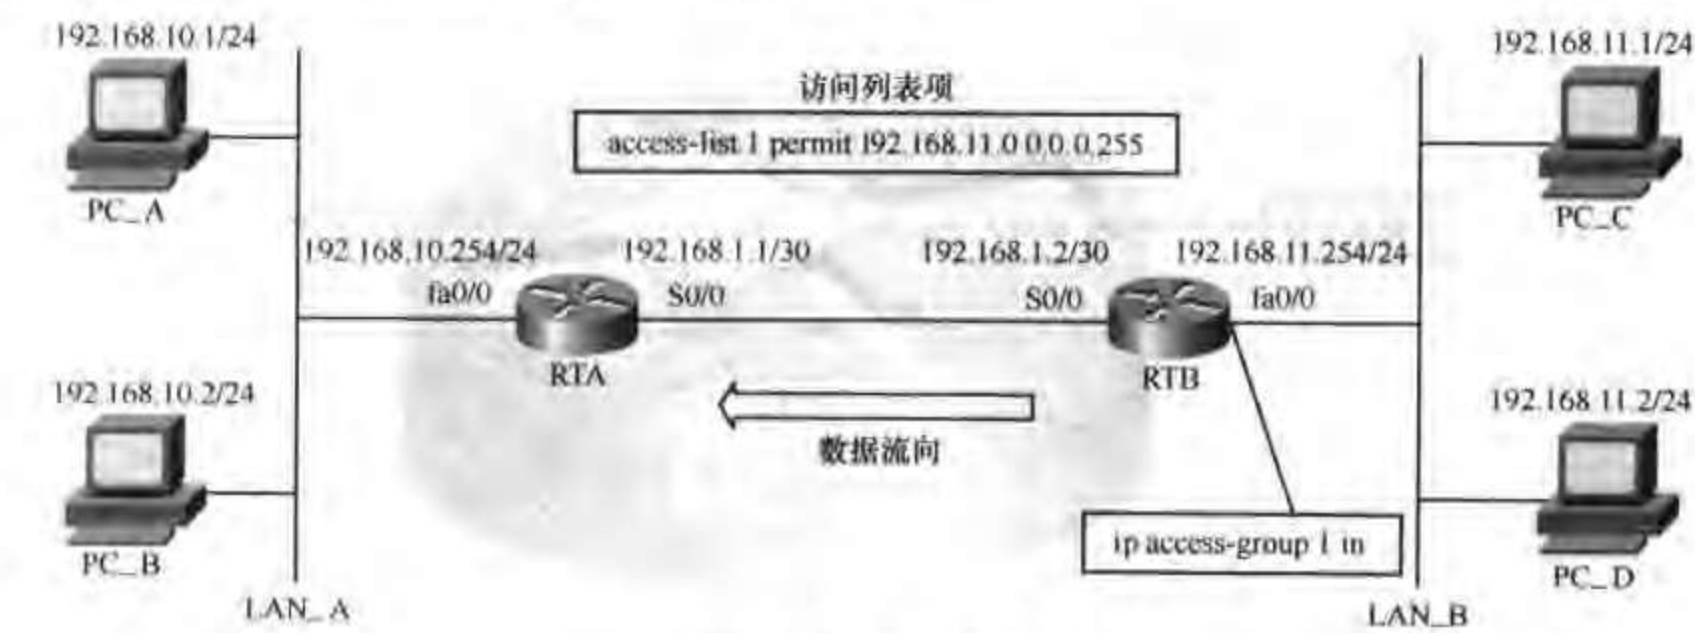 192.168.10.1/24
192.168.11.1/24
访问列表项
access-list 1 permit 192.168.11.0 0.0.0.255
PC_A
PC_C
192.168.10.254/24
192.168.1.1/30
192.168.1.2/30
192.168.11.254/24
fa0/0
S0/0
S0/0
fa0/0
RTA
RTB
192.168.10.2/24
192.168.11.2/24
数据流向
ip access-group 1 in
PC_B
PC_D
LAN_A
LAN_B